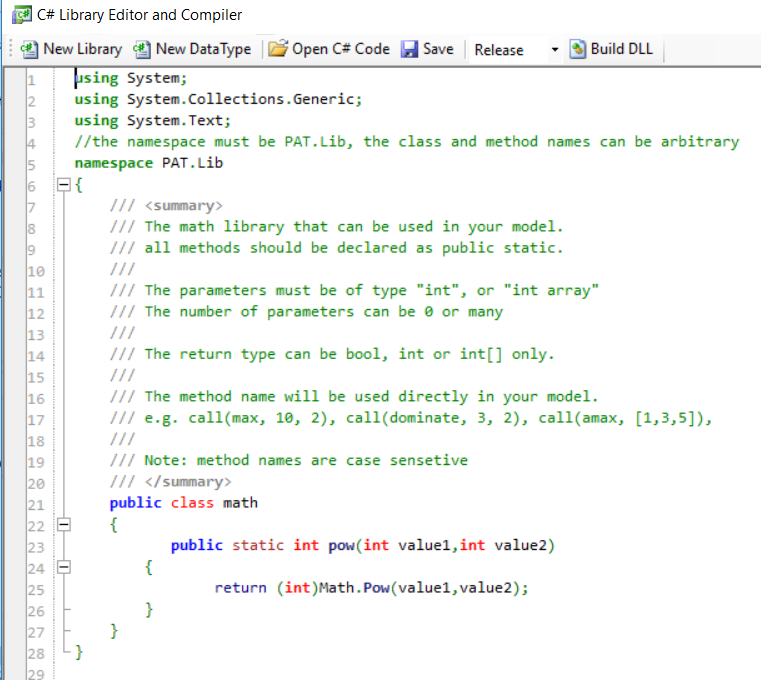 C# Library Editor and Compiler
New Library New DataType Open C# Code Save Release Build DLL
1 using System;
2 using System.Collections.Generic;
3 using System.Text;
4 //the namespace must be PAT.Lib, the class and method names can be arbitrary
5 namespace PAT.Lib
6 {
7 /// <summary>
8 /// The math library that can be used in your model.
9 /// all methods should be declared as public static.
10 ///
11 /// The parameters must be of type "int", or "int array"
12 /// The number of parameters can be 0 or many
13 ///
14 /// The return type can be bool, int or int[] only.
15 ///
16 /// The method name will be used directly in your model.
17 /// e.g. call(max, 10, 2), call(dominate, 3, 2), call(amax, [1,3,5]),
18 ///
19 /// Note: method names are case sensetive
20 /// </summary>
21 public class math
22 {
23 public static int pow(int value1,int value2)
24 {
25 return (int)Math.Pow(value1,value2);
26 }
27 }
28 }
29